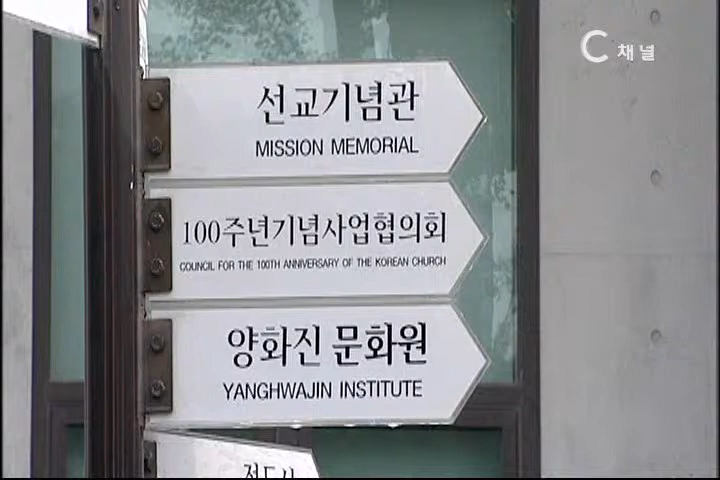 C 채널
선교기념관
MISSION MEMORIAL
100주년기념사업협의회
COUNCIL FOR THE 100TH ANNIVERSARY OF THE KOREAN CHURCH
양화진 문화원
YANGHWAJIN INSTITUTE